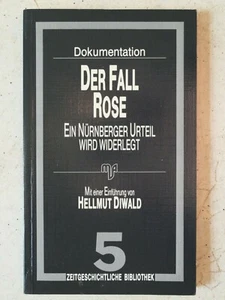 Dokumentation
DER FALL
ROSE
EIN NÜRNBERGER URTEIL
WIRD WIDERLEGT
Mit einer Einführung von
HELLMUT DIWALD
5
ZEITGESCHICHTLICHE BIBLIOTHEK